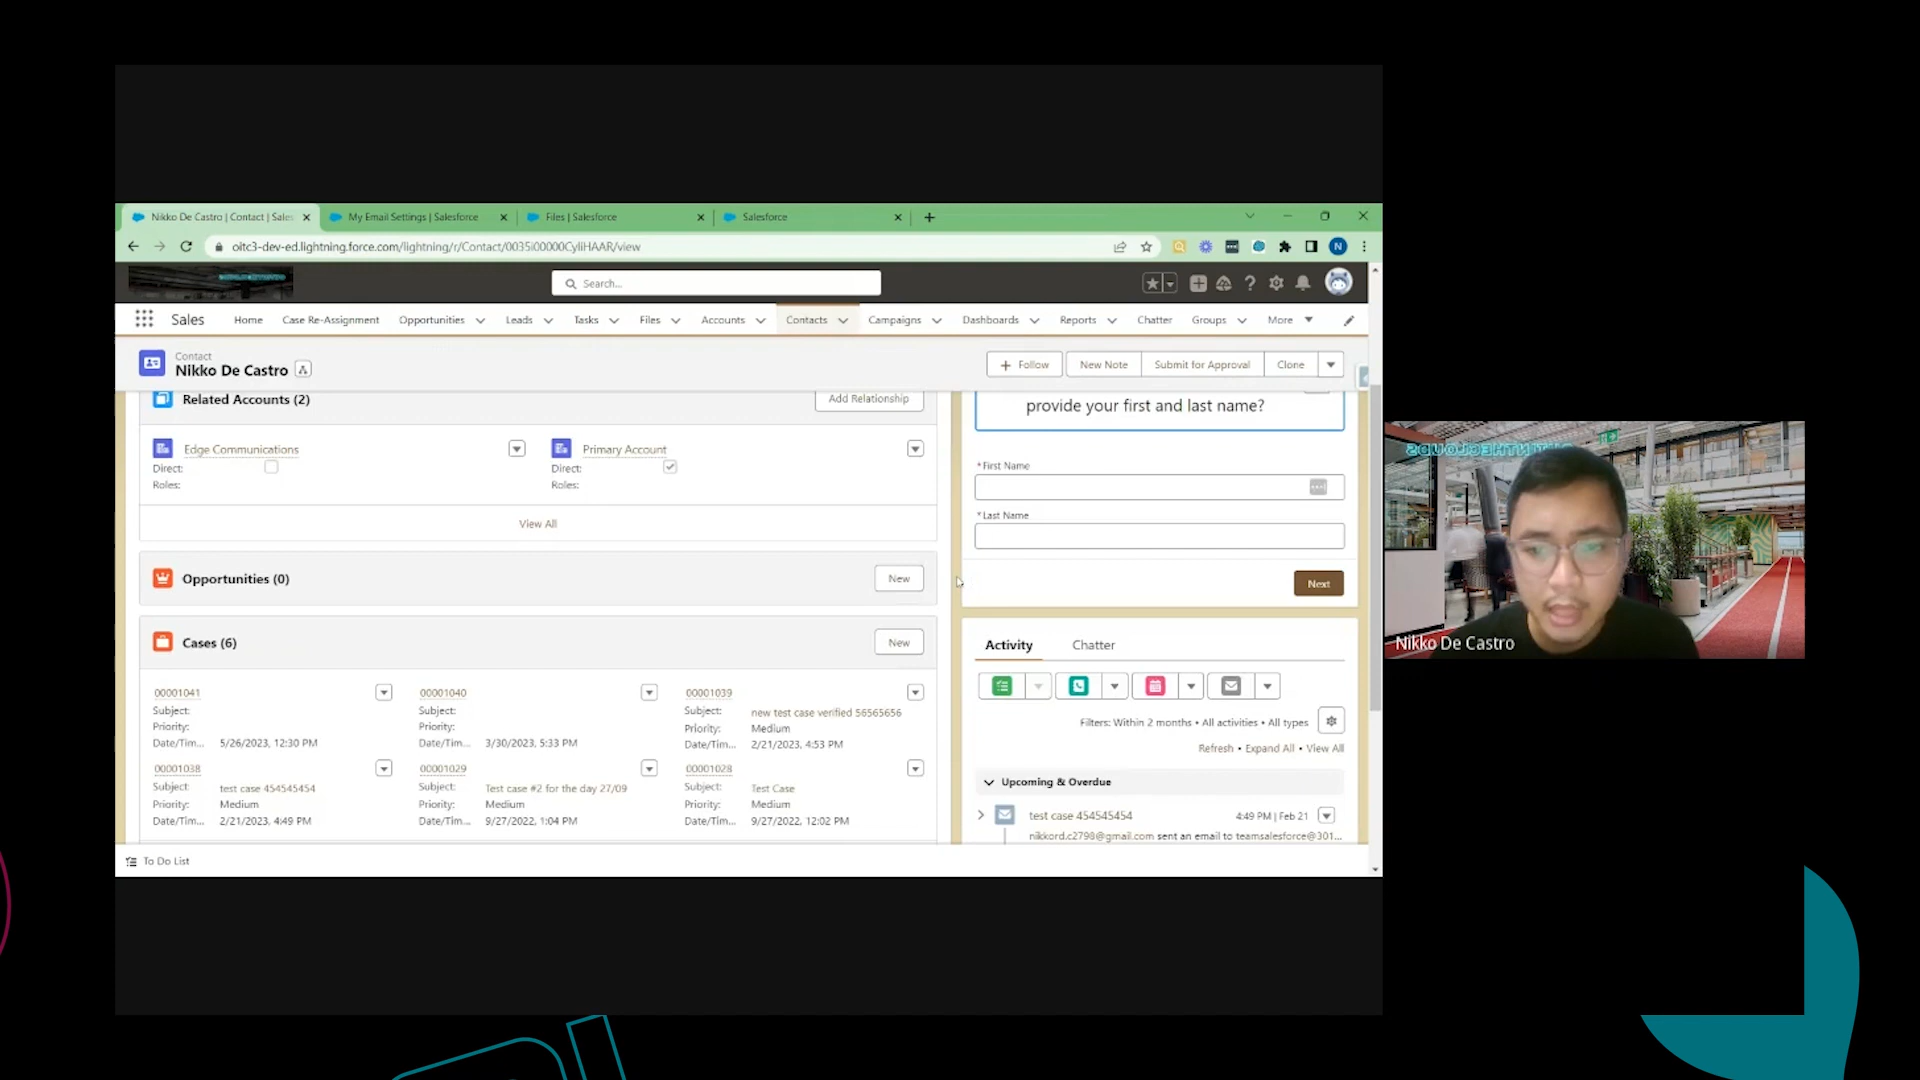 Nikko De Castro | Contact | Sales
My Email Settings | Salesforce
Files | Salesforce
Salesforce
oitc3-dev-ed.lightning.force.com/lightning/r/Contact/0035i00000CyliHAAR/view
N
Search...
Sales
Home
Case Re-Assignment
Opportunities
Leads
Tasks
Files
Accounts
Contacts
Campaigns
Dashboards
Reports
Chatter
Groups
More
Contact
Nikko De Castro
Follow
New Note
Submit for Approval
Clone
Related Accounts (2)
Add Relationship
Edge Communications
Direct:
Roles:
Primary Account
Direct:
Roles:
View All
Opportunities (0)
New
Cases (6)
New
00001041
Subject:
Priority:
Date/Tim... 5/26/2023, 12:30 PM
00001040
Subject:
Priority:
Date/Tim... 3/30/2023, 5:33 PM
00001039
Subject: new test case verified 56565656
Priority: Medium
Date/Tim... 2/21/2023, 4:53 PM
00001038
Subject: test case 454545454
Priority: Medium
Date/Tim... 2/21/2023, 4:49 PM
00001029
Subject: Test case #2 for the day 27/09
Priority: Medium
Date/Tim... 9/27/2022, 1:04 PM
00001028
Subject: Test Case
Priority: Medium
Date/Tim... 9/27/2022, 12:02 PM
provide your first and last name?
*First Name
*Last Name
Next
Activity
Chatter
Filters: Within 2 months • All activities • All types
Refresh • Expand All • View All
Upcoming & Overdue
test case 454545454
4:49 PM | Feb 21
nikkord.c2798@gmail.com sent an email to teamsalesforce@301...
To Do List
Nikko De Castro